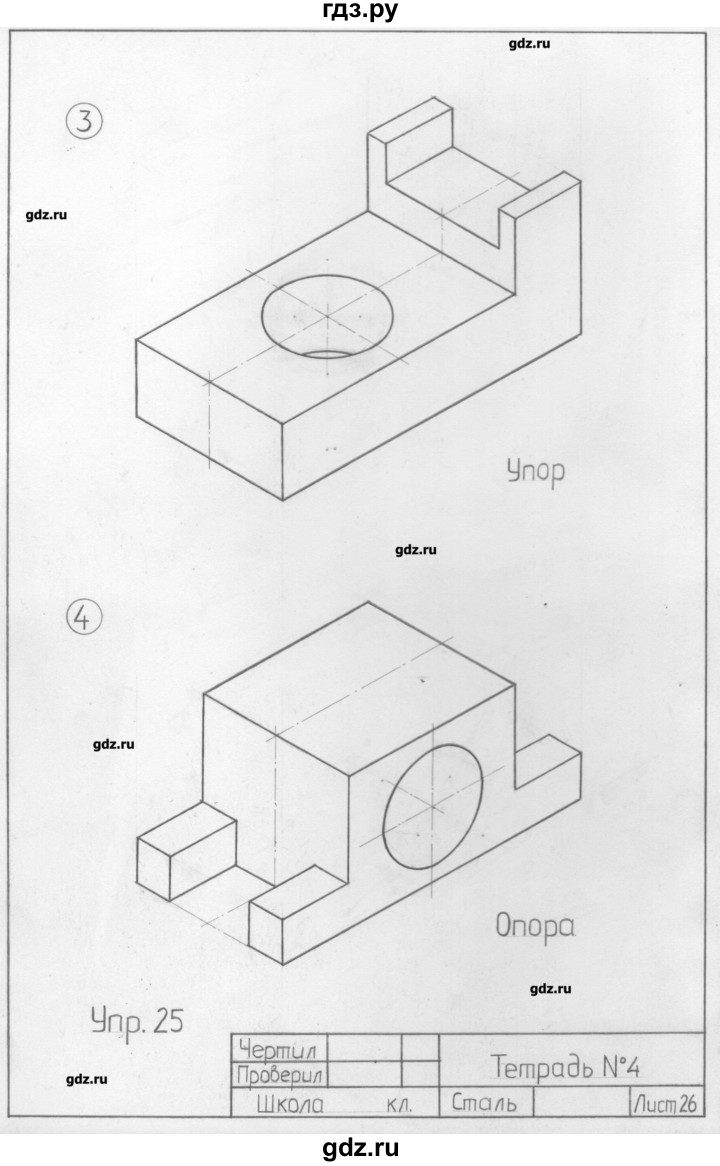 гдз.ру
gdz.ru
3
gdz.ru
Упор
gdz.ru
4
gdz.ru
Опора
gdz.ru
Упр. 25
gdz.ru
Чертил
Проверил
Тетрадь №4
Школа кл. Сталь Лист 26
gdz.ru